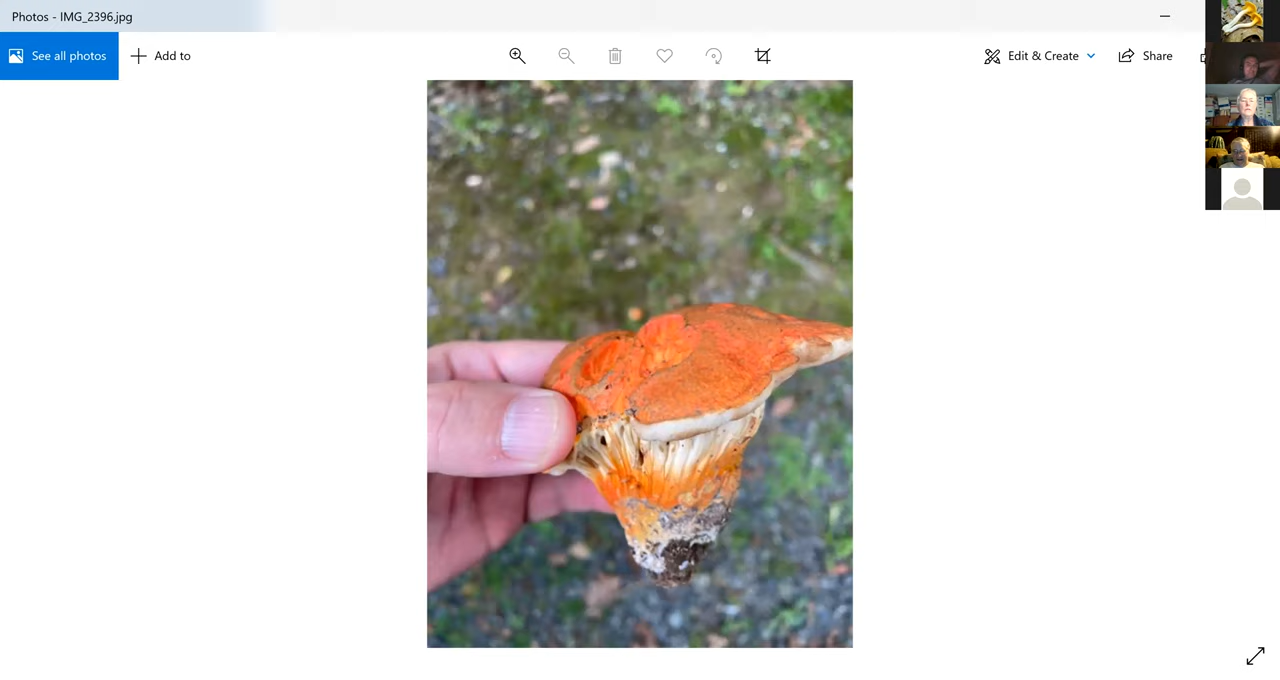 Photos - IMG_2396.jpg
See all photos
Add to
Edit & Create
Share